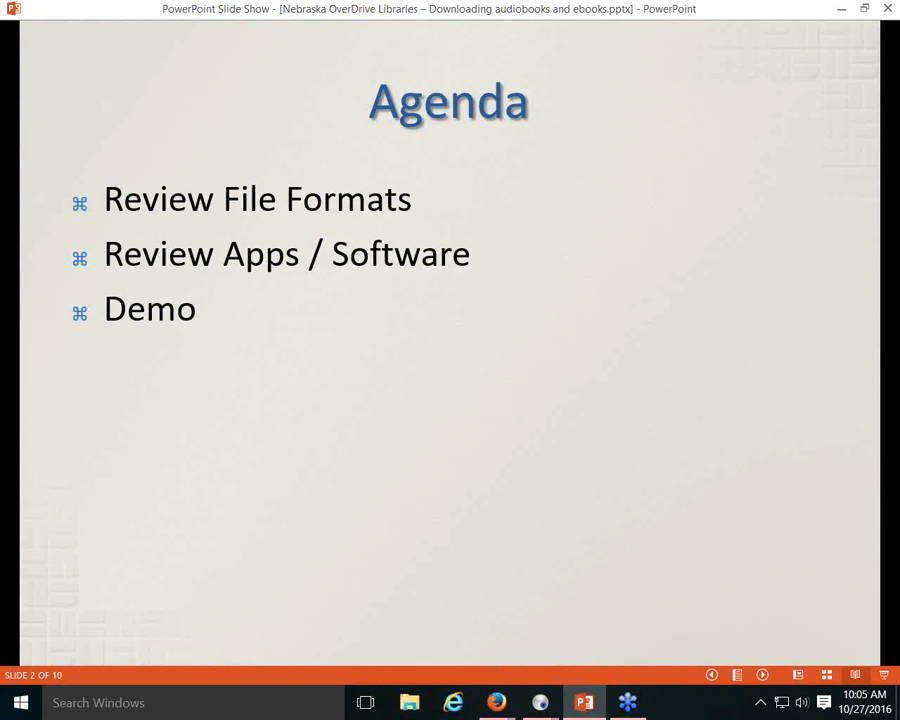 PowerPoint Slide Show - [Nebraska OverDrive Libraries – Downloading audiobooks and ebooks.pptx] - PowerPoint
Agenda
⌘ Review File Formats
⌘ Review Apps / Software
⌘ Demo
SLIDE 2 OF 10
Search Windows
10:05 AM
10/27/2016